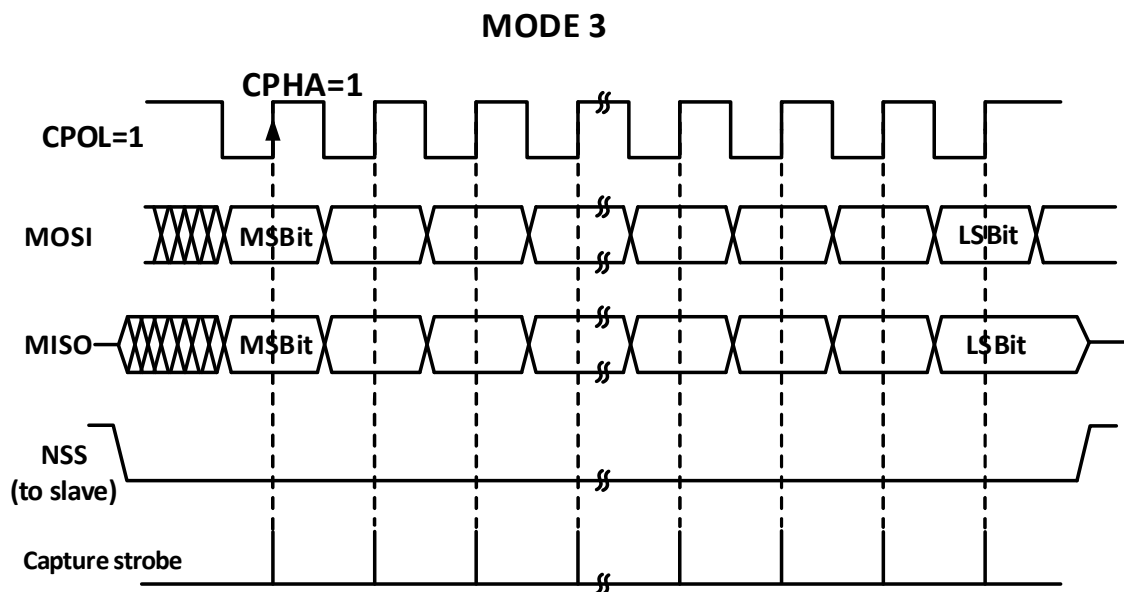 MODE 3
CPHA=1
CPOL=1
MOSI
MSBit
LSBit
MISO
MSBit
LSBit
NSS
(to slave)
Capture strobe